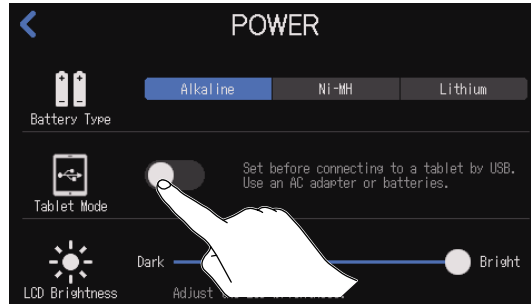 POWER
Alkaline Ni-MH Lithium
Battery Type
Set before connecting to a tablet by USB.
Use an AC adapter or batteries.
Tablet Mode
Dark Bright
LCD Brightness Adjust